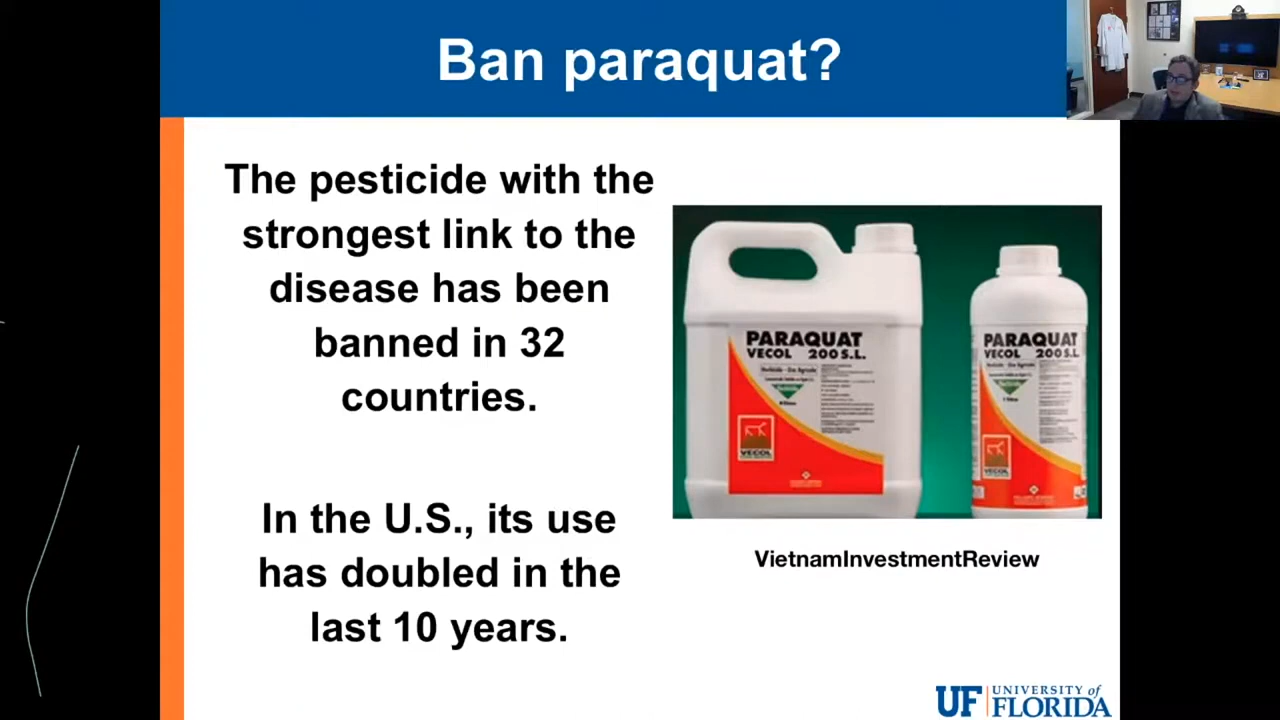 Ban paraquat?
The pesticide with the
strongest link to the
disease has been
banned in 32
countries.
In the U.S., its use
has doubled in the
last 10 years.
PARAQUAT
VECOL 200 S.L.
VECOL
PARAQUAT
VECOL 200 S.L.
VECOL
VietnamInvestmentReview
UF UNIVERSITY of
FLORIDA